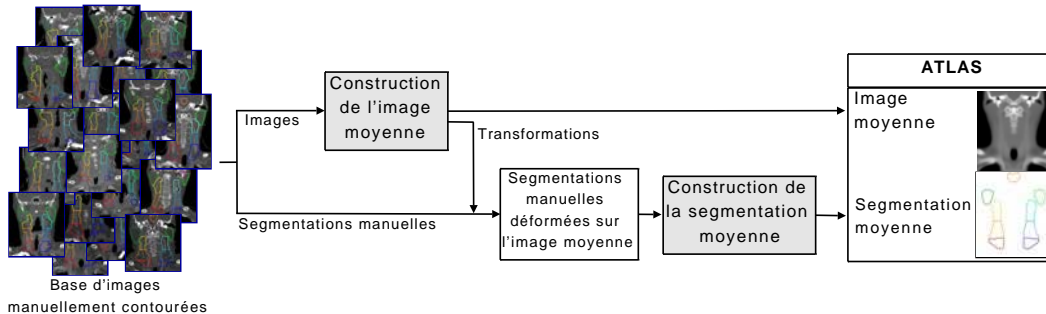 Base d'images
manuellement contourées
Images
Segmentations manuelles
Construction
de l'image
moyenne
Transformations
Segmentations
manuelles
déformées sur
l'image moyenne
Construction de
la segmentation
moyenne
ATLAS
Image
moyenne
Segmentation
moyenne